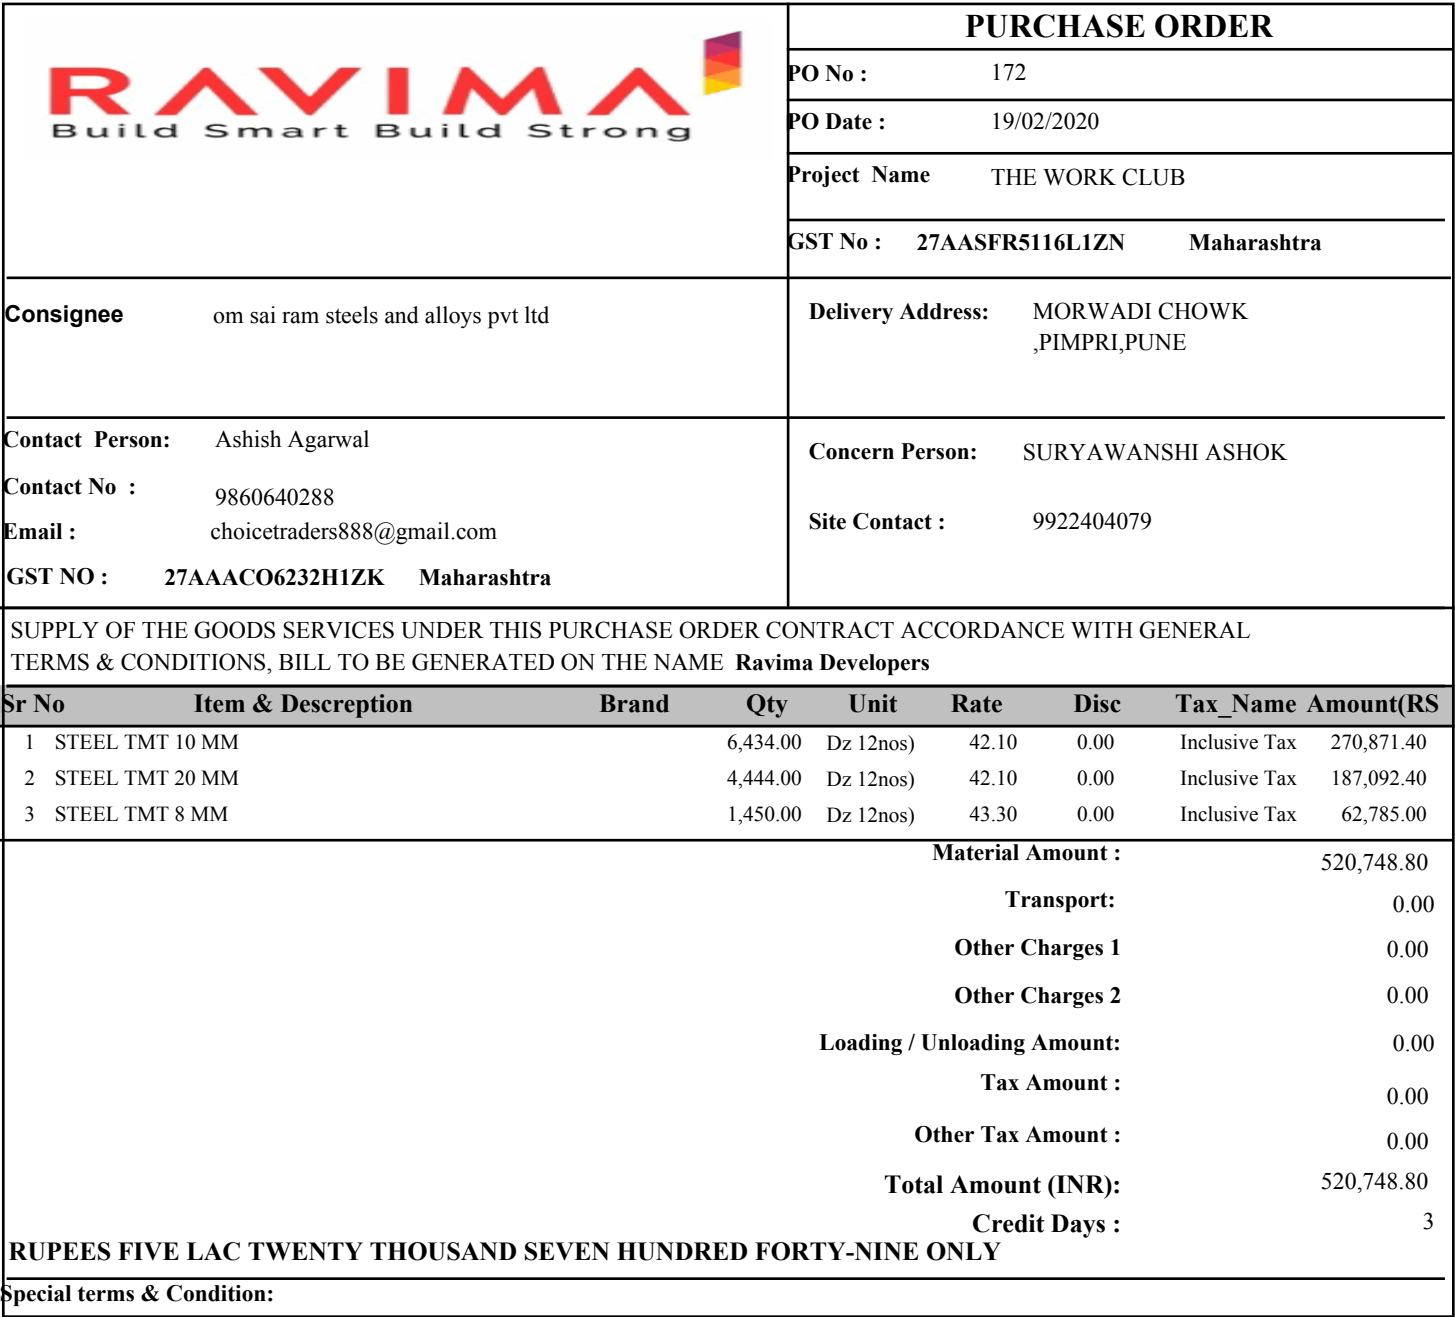 RAVIMA
Build Smart Build Strong
PURCHASE ORDER
PO No : 172
PO Date : 19/02/2020
Project Name THE WORK CLUB
GST No : 27AASFR5116L1ZN Maharashtra
Consignee om sai ram steels and alloys pvt ltd
Delivery Address: MORWADI CHOWK
,PIMPRI,PUNE
Contact Person: Ashish Agarwal
Contact No : 9860640288
Email : choicetraders888@gmail.com
GST NO : 27AAACO6232H1ZK Maharashtra
Concern Person: SURYAWANSHI ASHOK
Site Contact : 9922404079
SUPPLY OF THE GOODS SERVICES UNDER THIS PURCHASE ORDER CONTRACT ACCORDANCE WITH GENERAL
TERMS & CONDITIONS, BILL TO BE GENERATED ON THE NAME Ravima Developers
Sr No Item & Descreption Brand Qty Unit Rate Disc Tax_Name Amount(RS
1 STEEL TMT 10 MM 6,434.00 Dz 12nos) 42.10 0.00 Inclusive Tax 270,871.40
2 STEEL TMT 20 MM 4,444.00 Dz 12nos) 42.10 0.00 Inclusive Tax 187,092.40
3 STEEL TMT 8 MM 1,450.00 Dz 12nos) 43.30 0.00 Inclusive Tax 62,785.00
Material Amount : 520,748.80
Transport: 0.00
Other Charges 1 0.00
Other Charges 2 0.00
Loading / Unloading Amount: 0.00
Tax Amount : 0.00
Other Tax Amount : 0.00
Total Amount (INR): 520,748.80
Credit Days : 3
RUPEES FIVE LAC TWENTY THOUSAND SEVEN HUNDRED FORTY-NINE ONLY
Special terms & Condition: